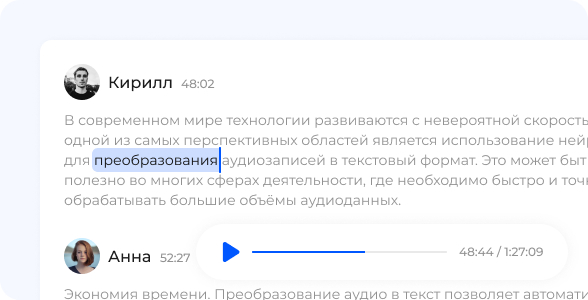 Кирилл 48:02
В современном мире технологии развиваются с невероятной скорость
одной из самых перспективных областей является использование ней
для преобразования аудиозаписей в текстовый формат. Это может быт
полезно во многих сферах деятельности, где необходимо быстро и точ
обрабатывать большие объёмы аудиоданных.
Анна 52:27
48:44 / 1:27:09
Экономия времени. Преобразование аудио в текст позволяет автомати